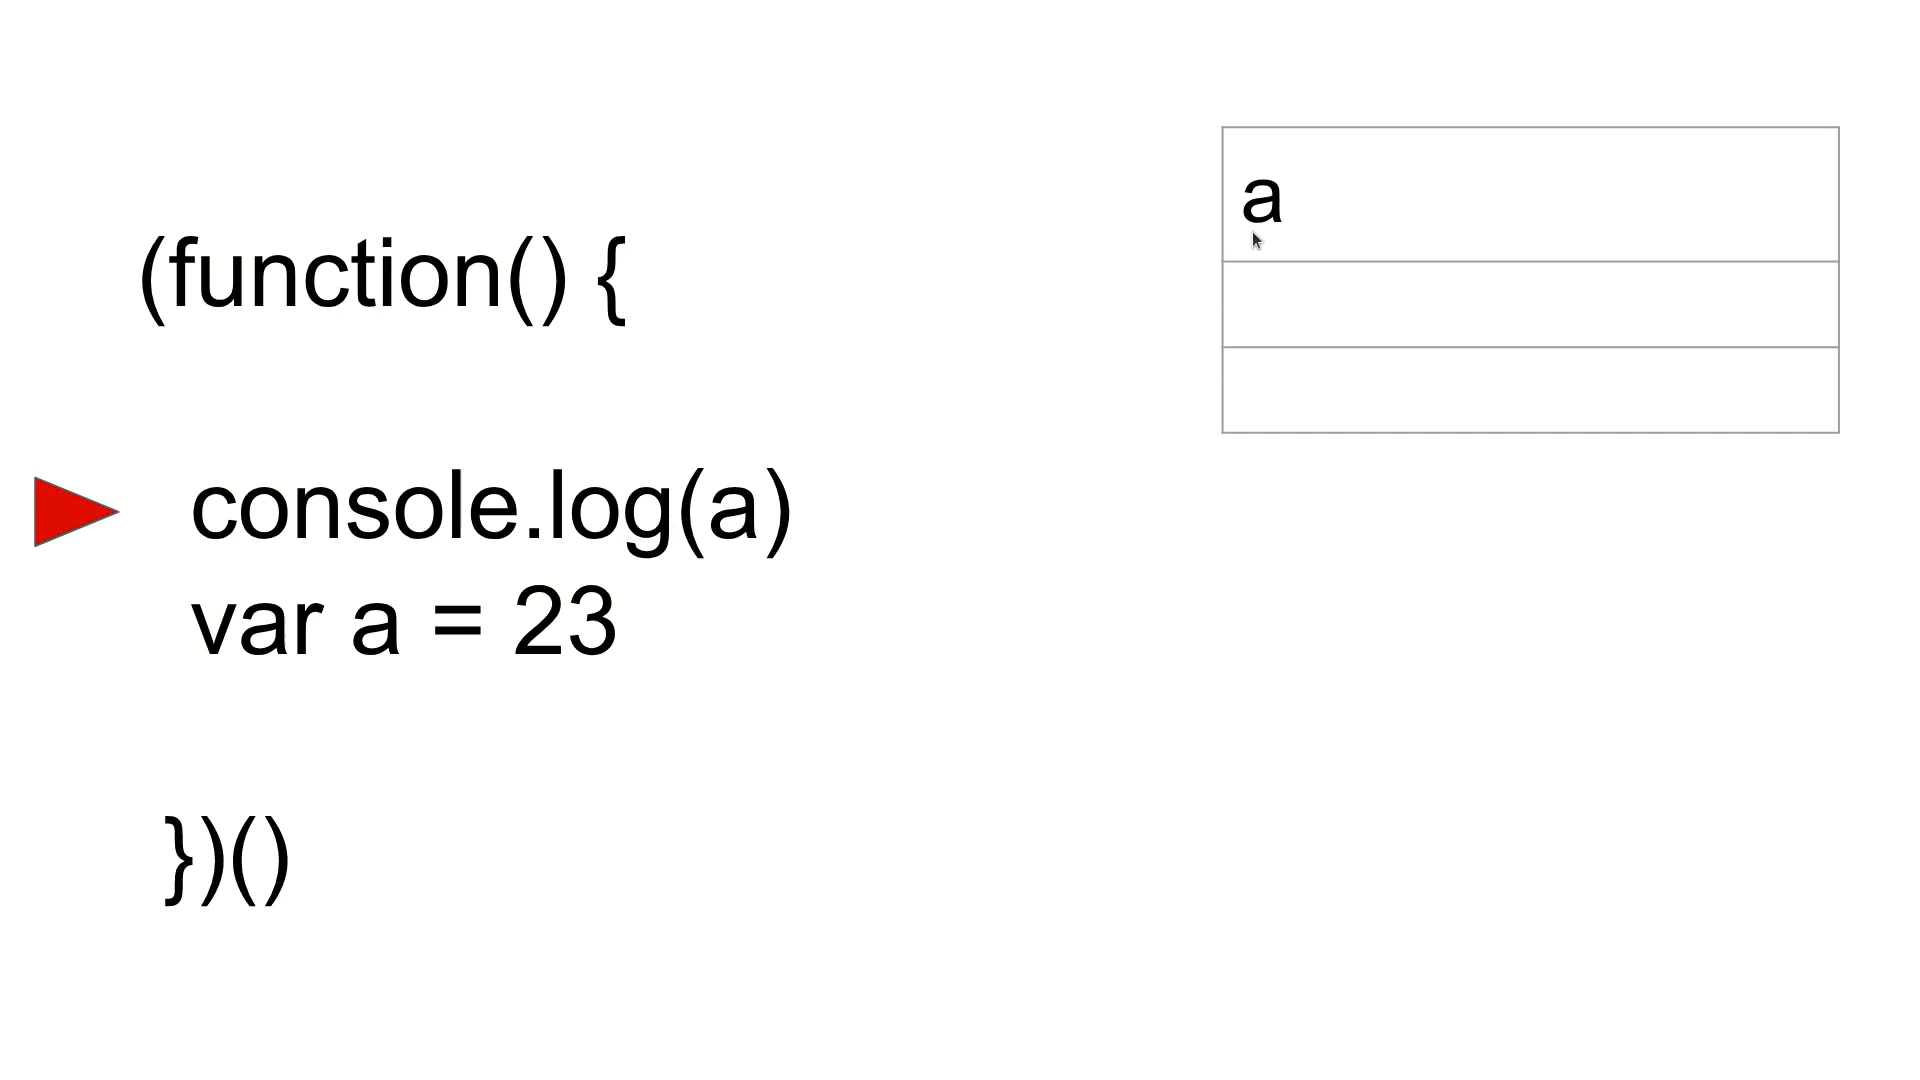 (function() {
console.log(a)
var a = 23
})()
a